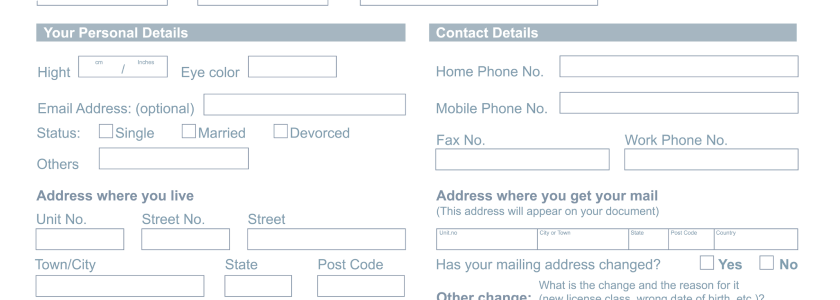 Your Personal Details
Hight cm / Inches Eye color
Email Address: (optional)
Status: Single Married Devorced
Others
Address where you live
Unit No. Street No. Street
Town/City State Post Code
Contact Details
Home Phone No.
Mobile Phone No.
Fax No. Work Phone No.
Address where you get your mail
(This address will appear on your document)
Unit no City or Town State Post Code Country
Has your mailing address changed? Yes No
What is the change and the reason for it
Other change: (new license class, wrong date of birth, etc.)?